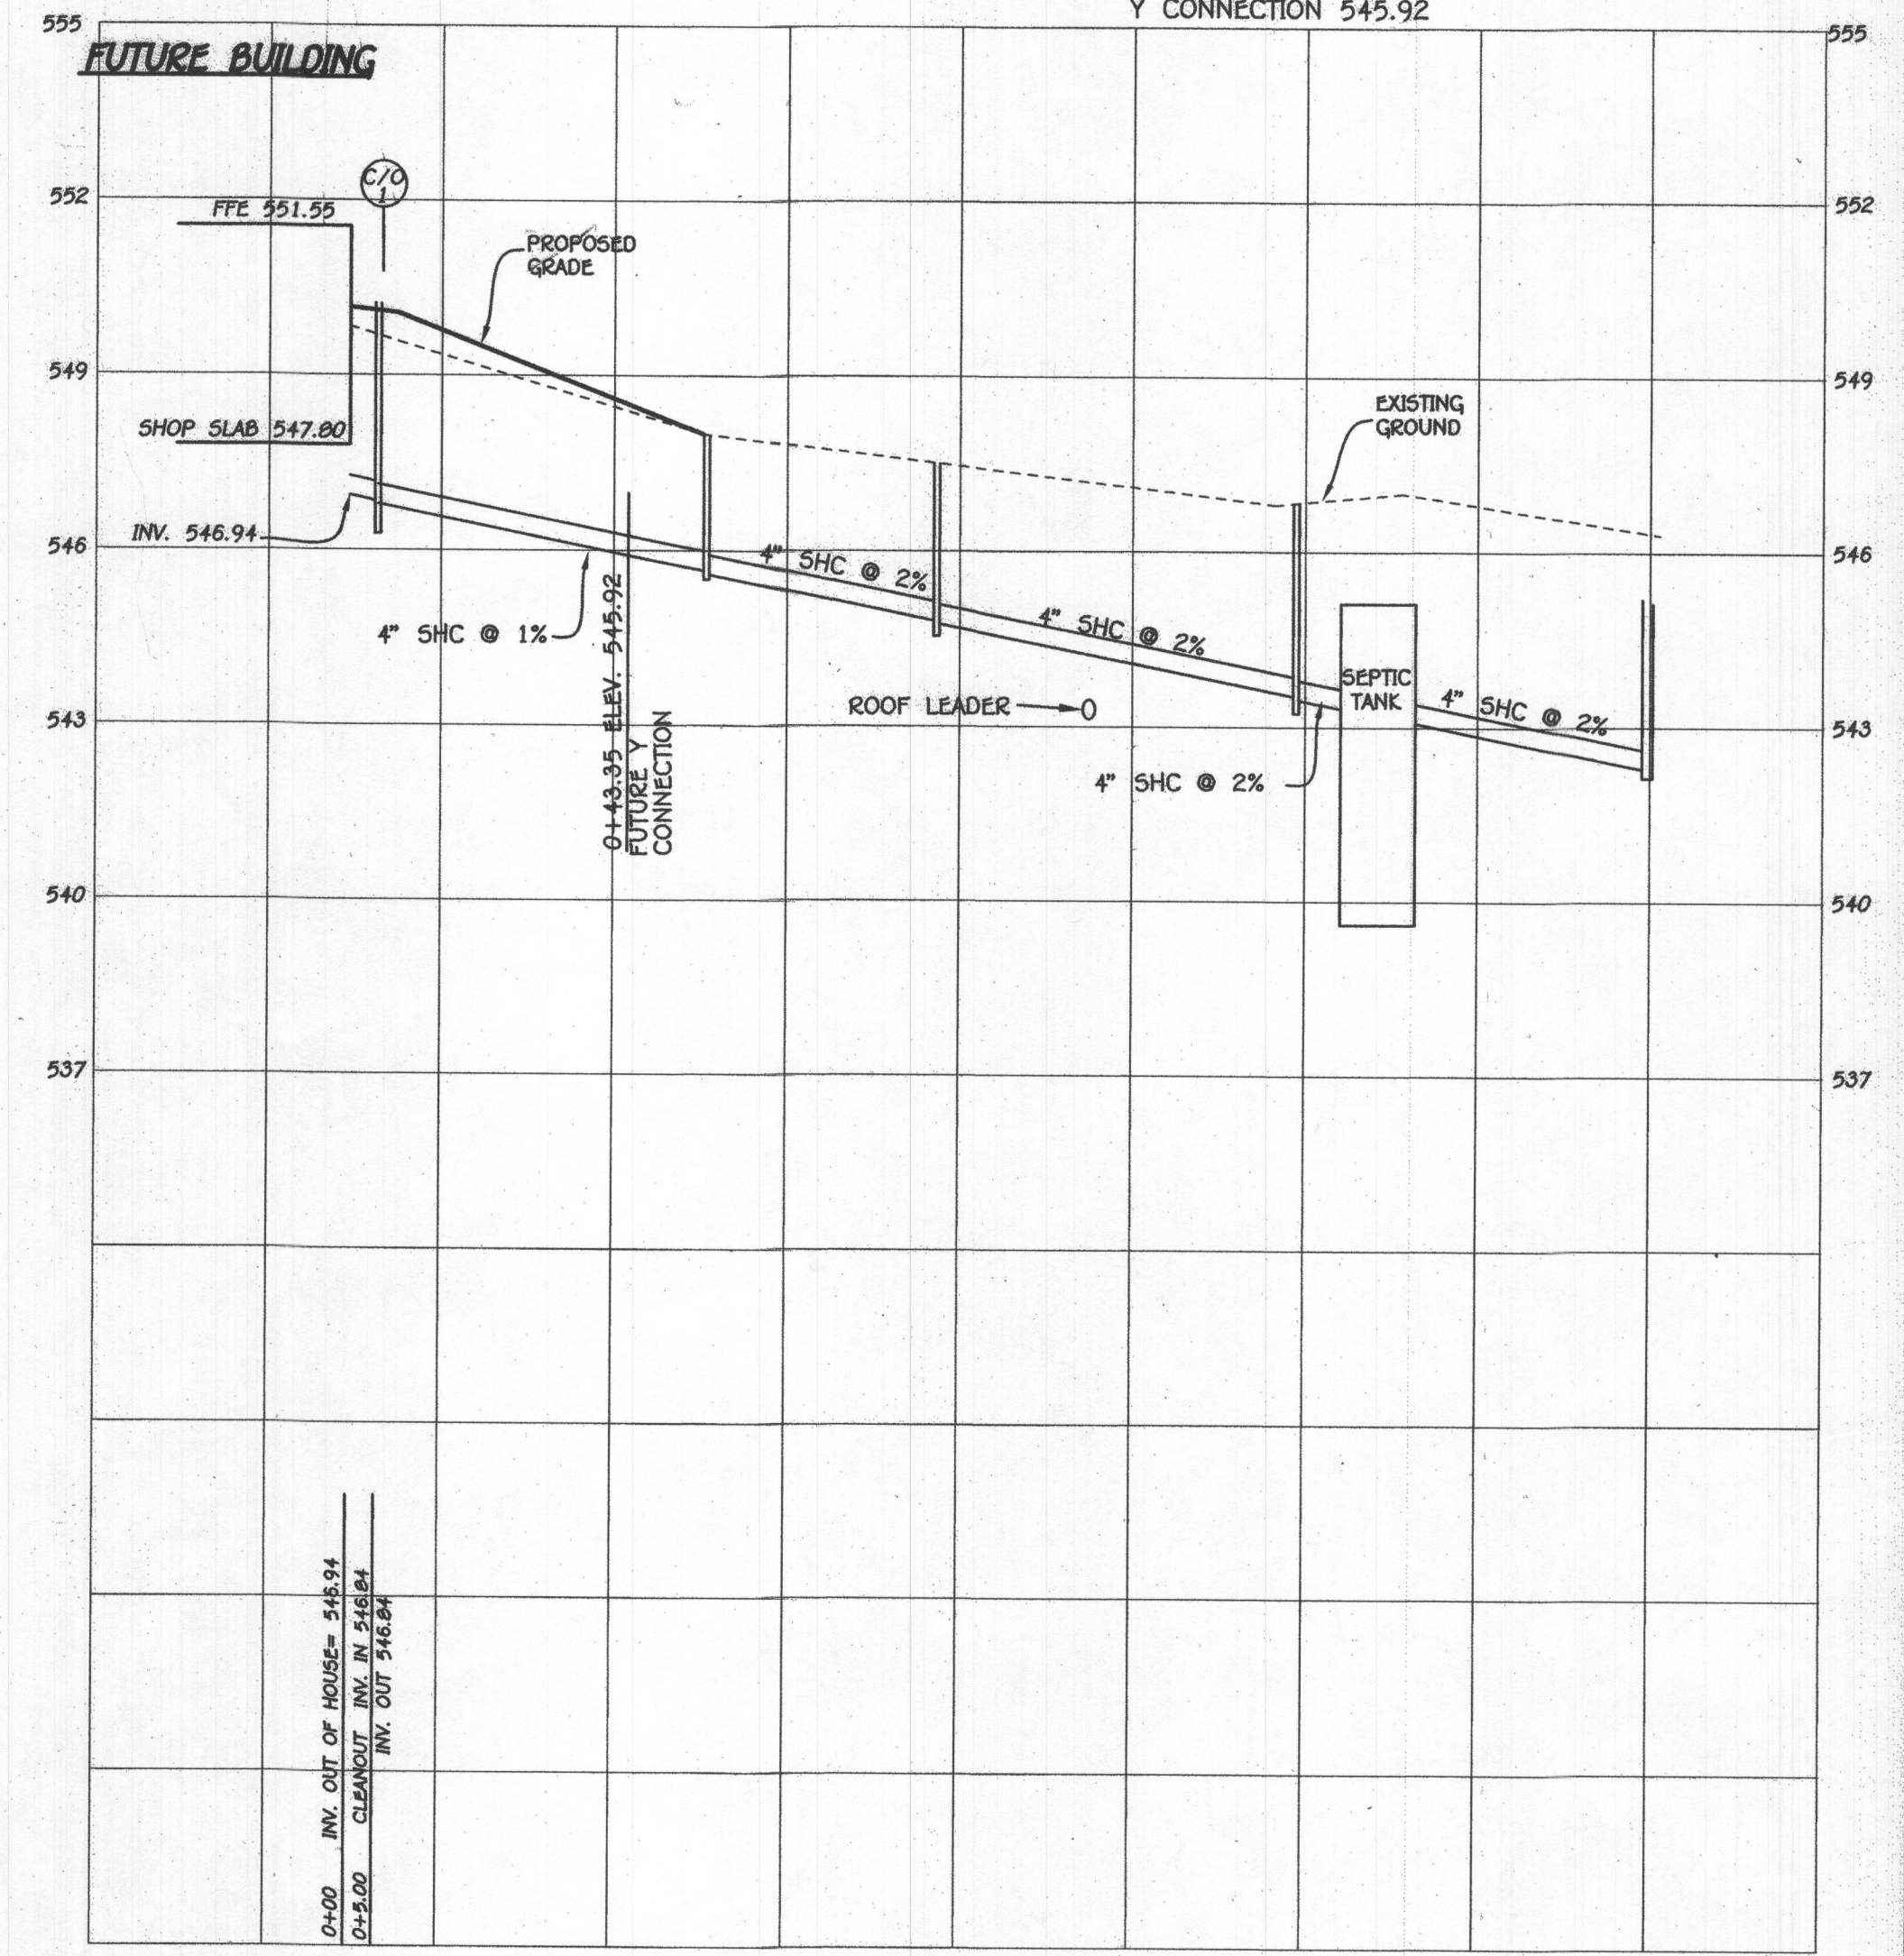 Y CONNECTION 545.92
555
555
FUTURE BUILDING
C/O
1
552
552
FFE 551.55
PROPOSED
GRADE
549
549
EXISTING
GROUND
SHOP SLAB 547.80
INV. 546.94
546
546
4" SHC @ 2%
4" SHC @ 1%
4" SHC @ 2%
0+43.35 ELEV. 545.92
FUTURE Y
CONNECTION
SEPTIC
TANK
ROOF LEADER
4" SHC @ 2%
543
543
4" SHC @ 2%
540
540
537
537
0+00 INV. OUT OF HOUSE= 546.94
0+5.00 CLEANOUT INV. IN 546.84
INV. OUT 546.84